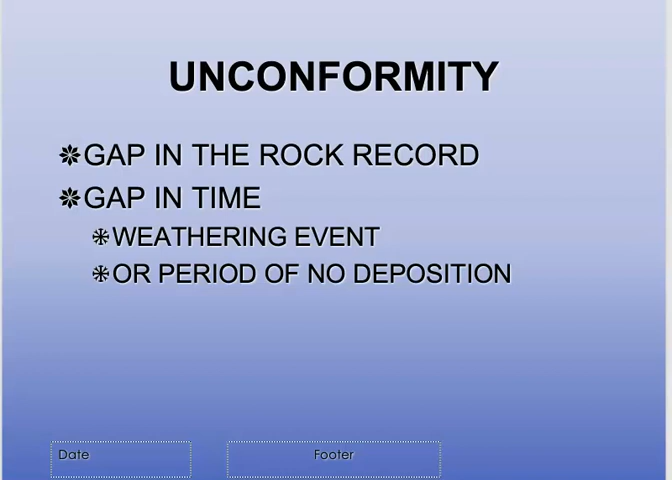 UNCONFORMITY
GAP IN THE ROCK RECORD
GAP IN TIME
WEATHERING EVENT
OR PERIOD OF NO DEPOSITION
Date
Footer